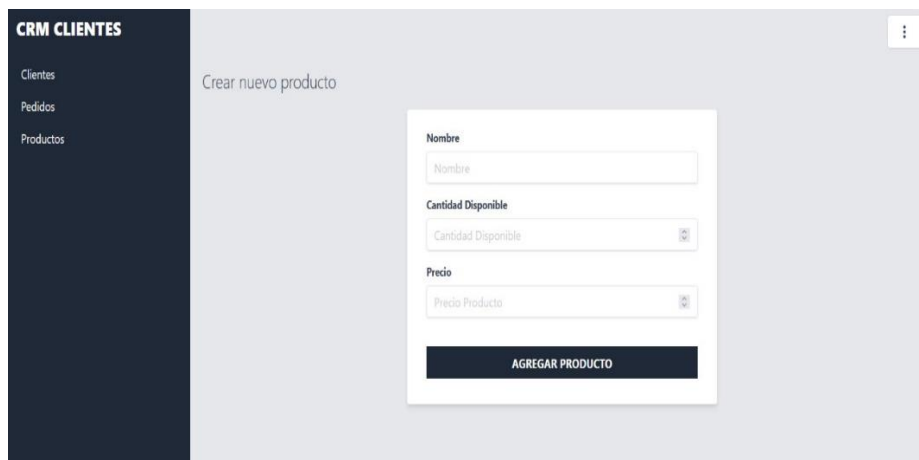 CRM CLIENTES
Clientes
Pedidos
Productos
Crear nuevo producto
Nombre
Nombre
Cantidad Disponible
Cantidad Disponible
Precio
Precio Producto
AGREGAR PRODUCTO